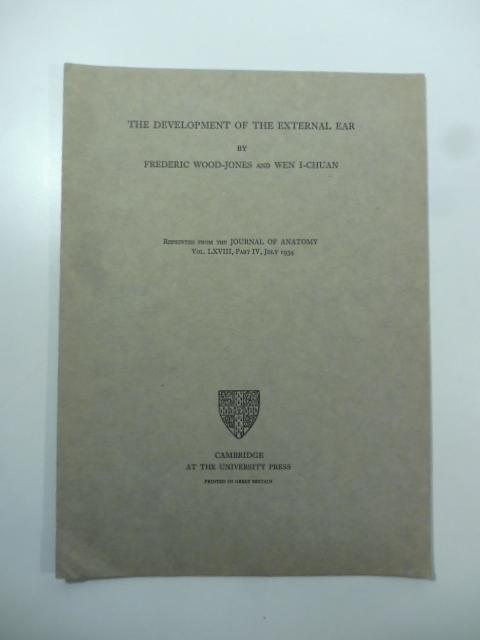 THE DEVELOPMENT OF THE EXTERNAL EAR
BY
FREDERIC WOOD-JONES AND WEN I-CHUAN
REPRINTED FROM THE JOURNAL OF ANATOMY
VOL. LXVIII, PART IV, JULY 1934
CAMBRIDGE
AT THE UNIVERSITY PRESS
PRINTED IN GREAT BRITAIN